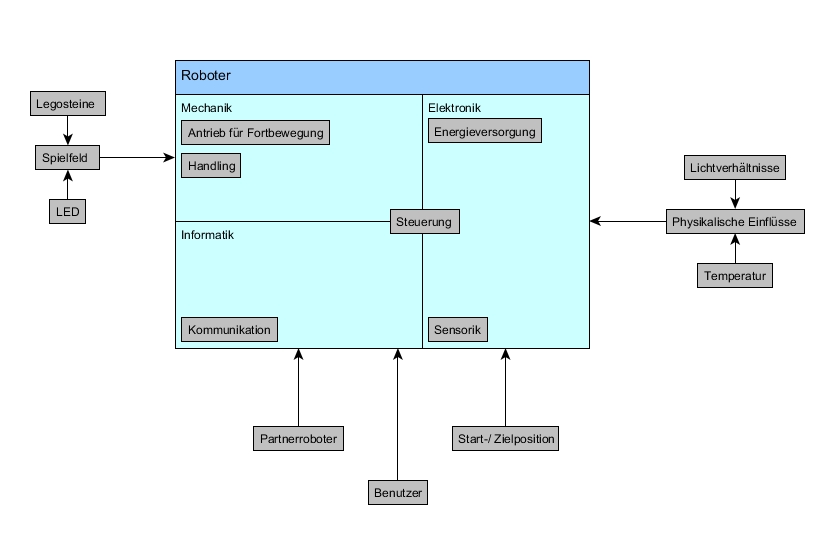 Roboter
Legosteine
Mechanik
Elektronik
Antrieb für Fortbewegung
Energieversorgung
Spielfeld
Handling
Lichtverhältnisse
LED
Steuerung
Physikalische Einflüsse
Informatik
Temperatur
Kommunikation
Sensorik
Partnerroboter
Start-/ Zielposition
Benutzer